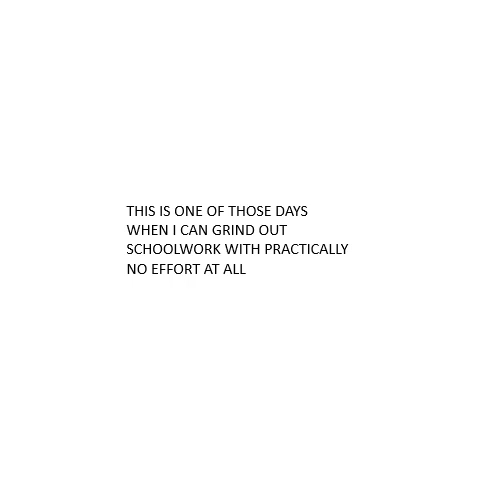 THIS IS ONE OF THOSE DAYS
WHEN I CAN GRIND OUT
SCHOOLWORK WITH PRACTICALLY
NO EFFORT AT ALL